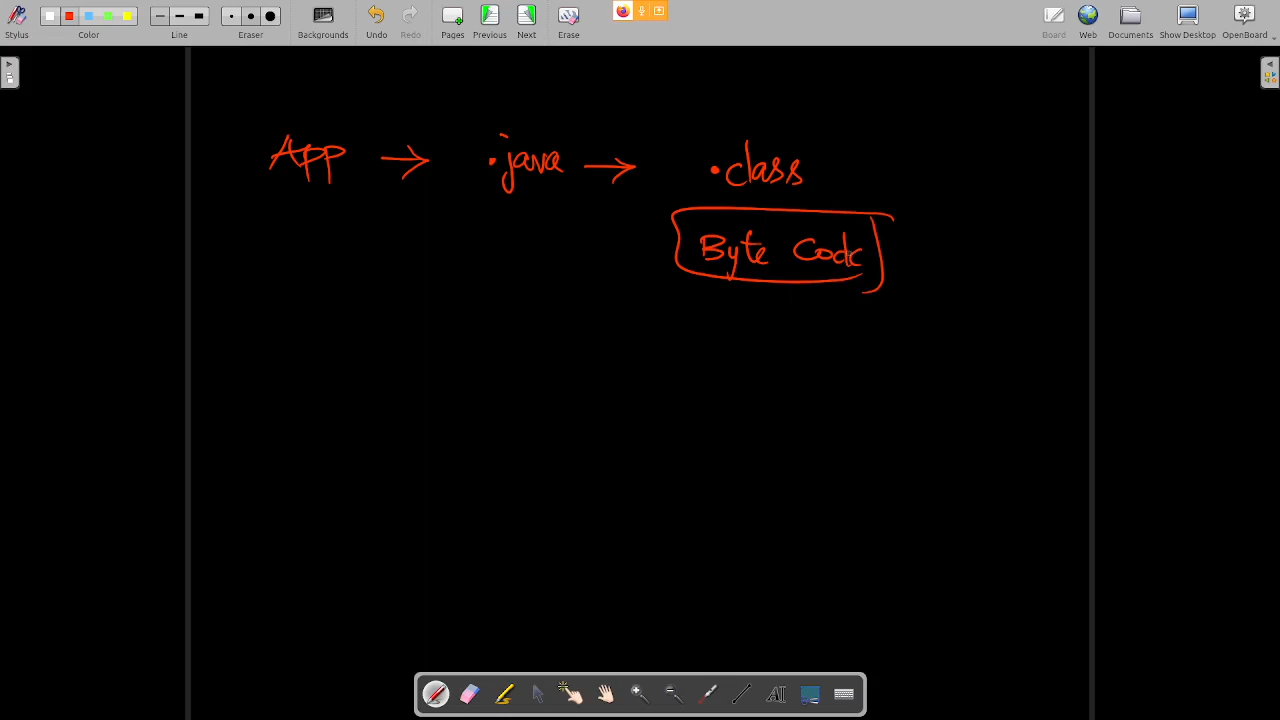 Stylus Color Line Eraser Backgrounds Undo Redo Pages Previous Next Erase Board Web Documents Show Desktop OpenBoard
App → .java → .class
Byte Code
AI